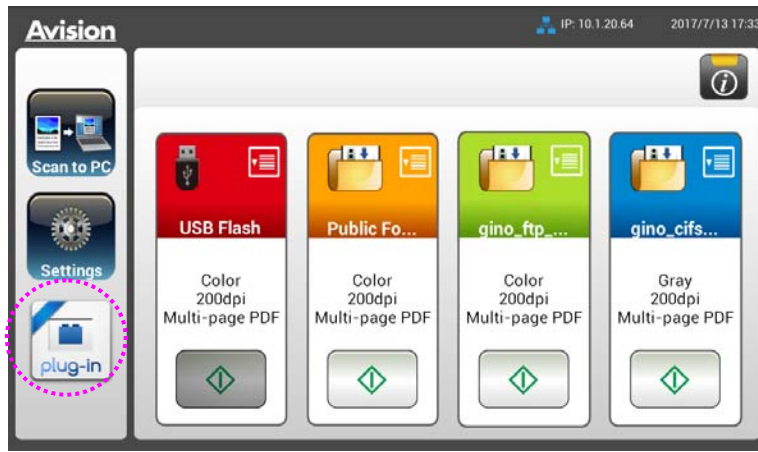 Avision
IP: 10.1.20.64 2017/7/13 17:33
Scan to PC
Settings
plug-in
i
USB Flash
Color
200dpi
Multi-page PDF
Public Fo...
Color
200dpi
Multi-page PDF
gino_ftp_...
Color
200dpi
Multi-page PDF
gino_cifs...
Gray
200dpi
Multi-page PDF